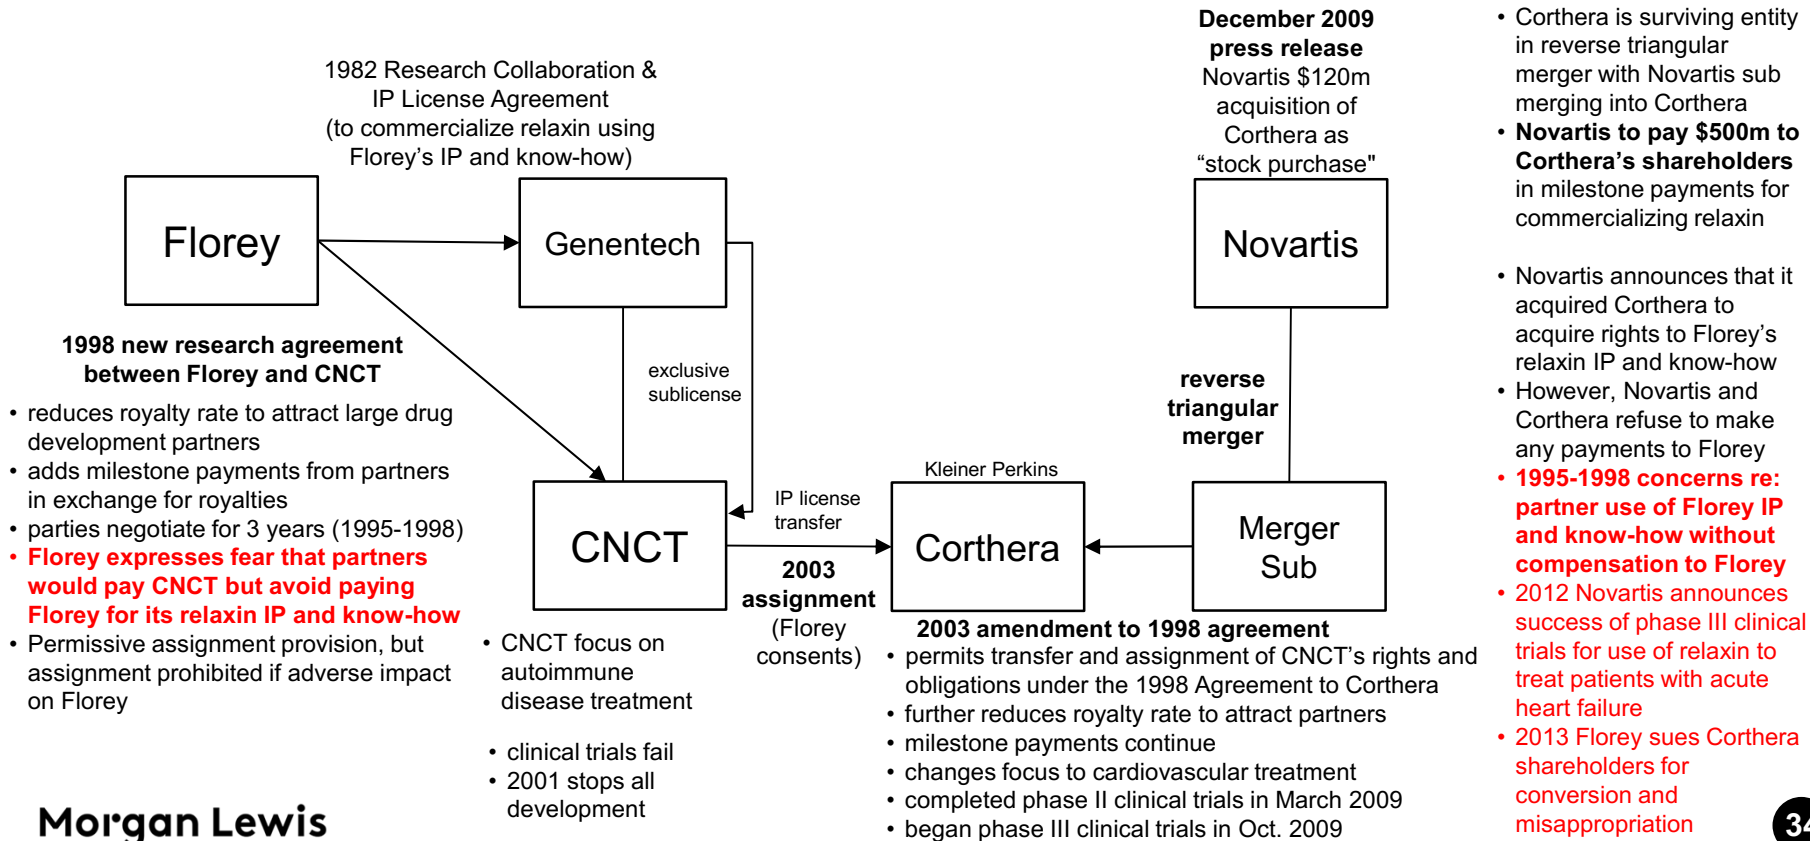 1982 Research Collaboration &
IP License Agreement
(to commercialize relaxin using
Florey's IP and know-how)
Florey
Genentech
1998 new research agreement
between Florey and CNCT
• reduces royalty rate to attract large drug
development partners
• adds milestone payments from partners
in exchange for royalties
• parties negotiate for 3 years (1995-1998)
• Florey expresses fear that partners
would pay CNCT but avoid paying
Florey for its relaxin IP and know-how
• Permissive assignment provision, but
assignment prohibited if adverse impact
on Florey
exclusive
sublicense
CNCT
• CNCT focus on
autoimmune
disease treatment
• clinical trials fail
• 2001 stops all
development
IP license
transfer
2003
assignment
(Florey
consents)
Kleiner Perkins
Corthera
2003 amendment to 1998 agreement
• permits transfer and assignment of CNCT's rights and
obligations under the 1998 Agreement to Corthera
• further reduces royalty rate to attract partners
• milestone payments continue
• changes focus to cardiovascular treatment
• completed phase II clinical trials in March 2009
• began phase III clinical trials in Oct. 2009
December 2009
press release
Novartis $120m
acquisition of
Corthera as
“stock purchase"
Novartis
reverse
triangular
merger
Merger
Sub
• Corthera is surviving entity
in reverse triangular
merger with Novartis sub
merging into Corthera
• Novartis to pay $500m to
Corthera's shareholders
in milestone payments for
commercializing relaxin
• Novartis announces that it
acquired Corthera to
acquire rights to Florey's
relaxin IP and know-how
• However, Novartis and
Corthera refuse to make
any payments to Florey
• 1995-1998 concerns re:
partner use of Florey IP
and know-how without
compensation to Florey
• 2012 Novartis announces
success of phase III clinical
trials for use of relaxin to
treat patients with acute
heart failure
• 2013 Florey sues Corthera
shareholders for
conversion and
misappropriation
Morgan Lewis
34